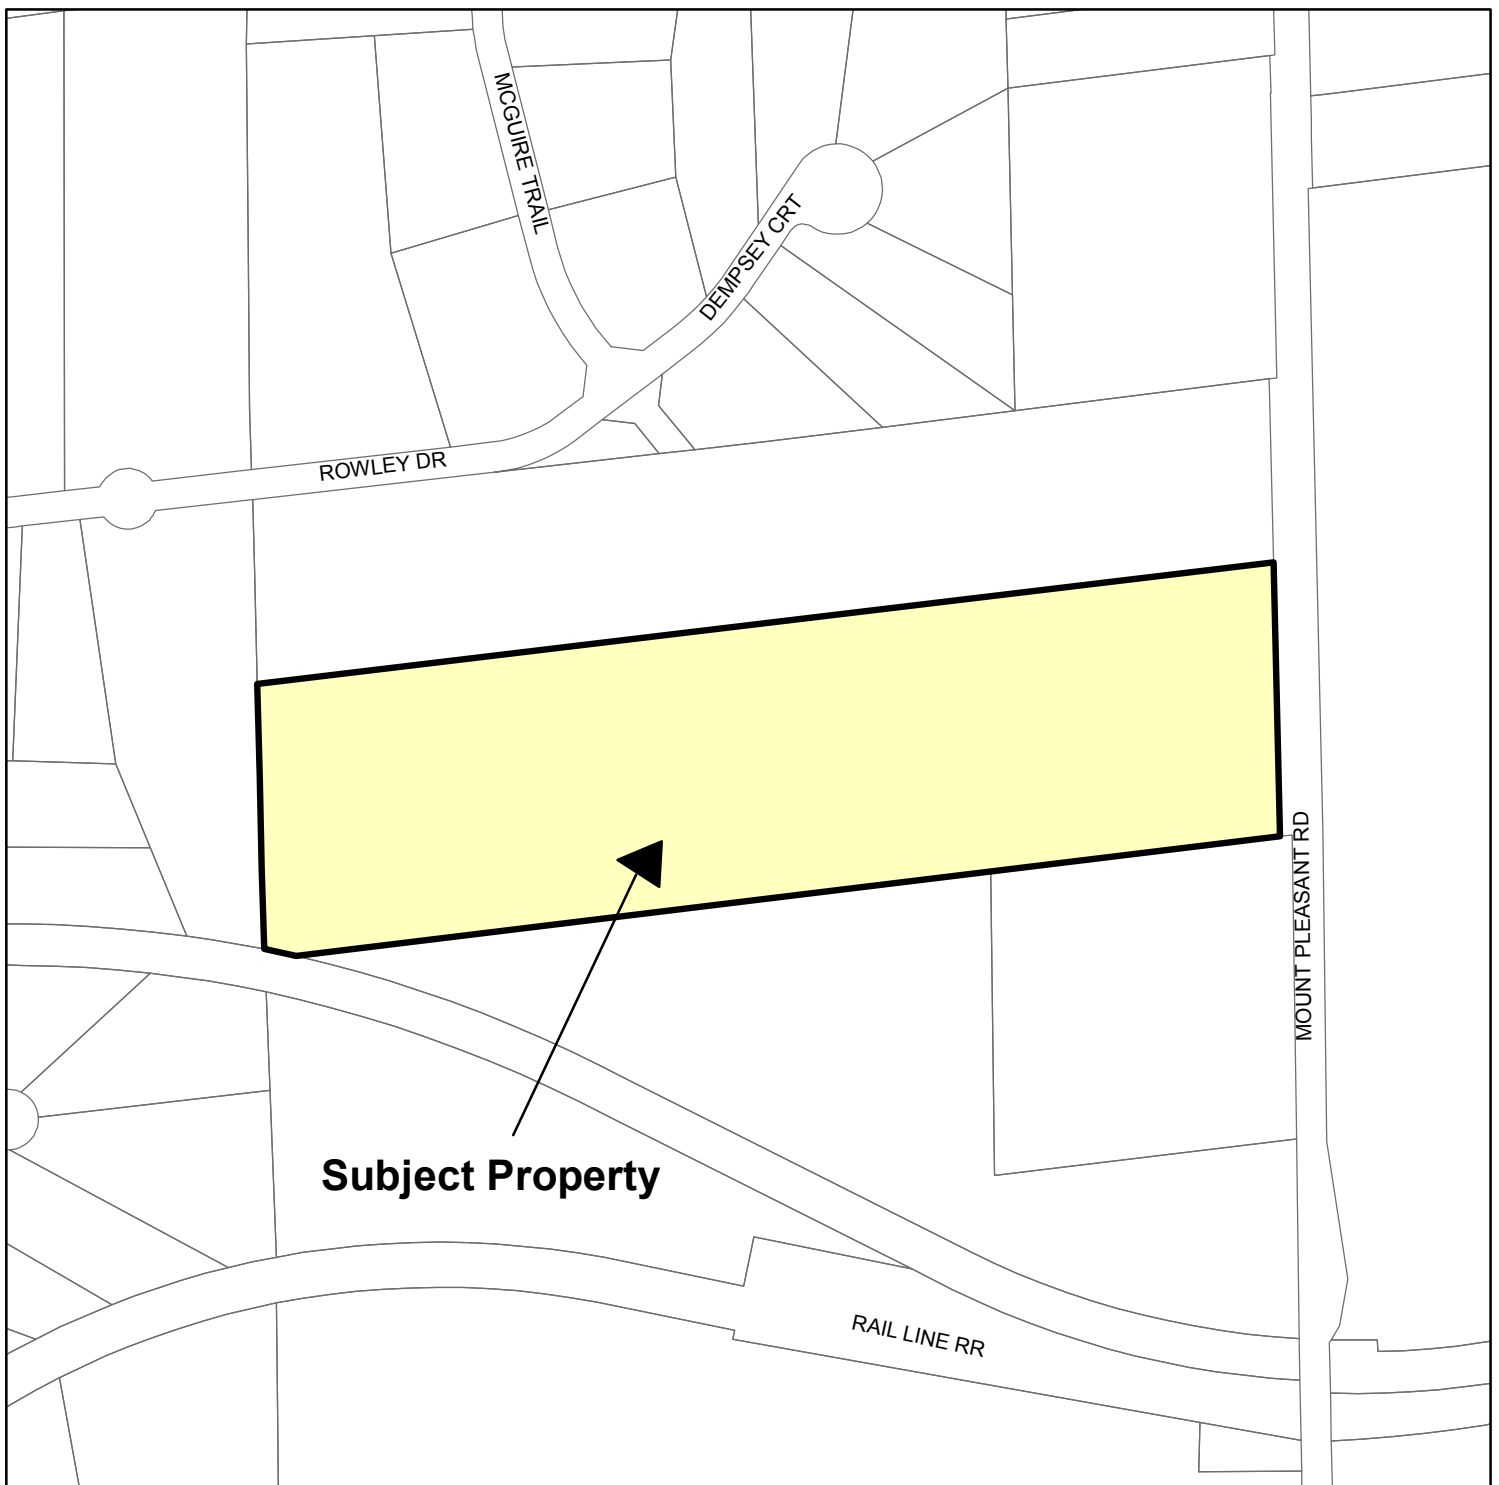 MCGUIRE TRAIL
DEMPSEY CRT
ROWLEY DR
MOUNT PLEASANT RD
Subject Property
RAIL LINE RR